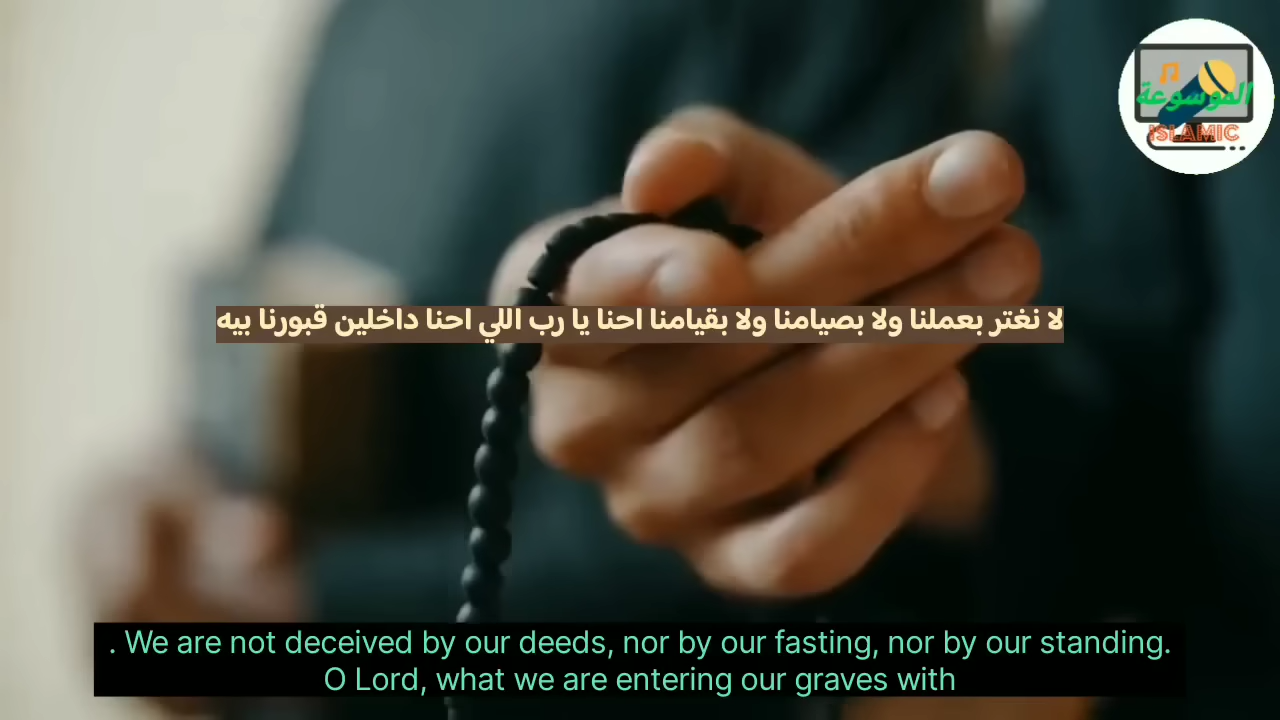 الموسوعة
ISLAMIC
لا نغتر بعملنا ولا بصيامنا ولا بقيامنا احنا يا رب اللي احنا داخلين قبورنا بيه
. We are not deceived by our deeds, nor by our fasting, nor by our standing.
O Lord, what we are entering our graves with